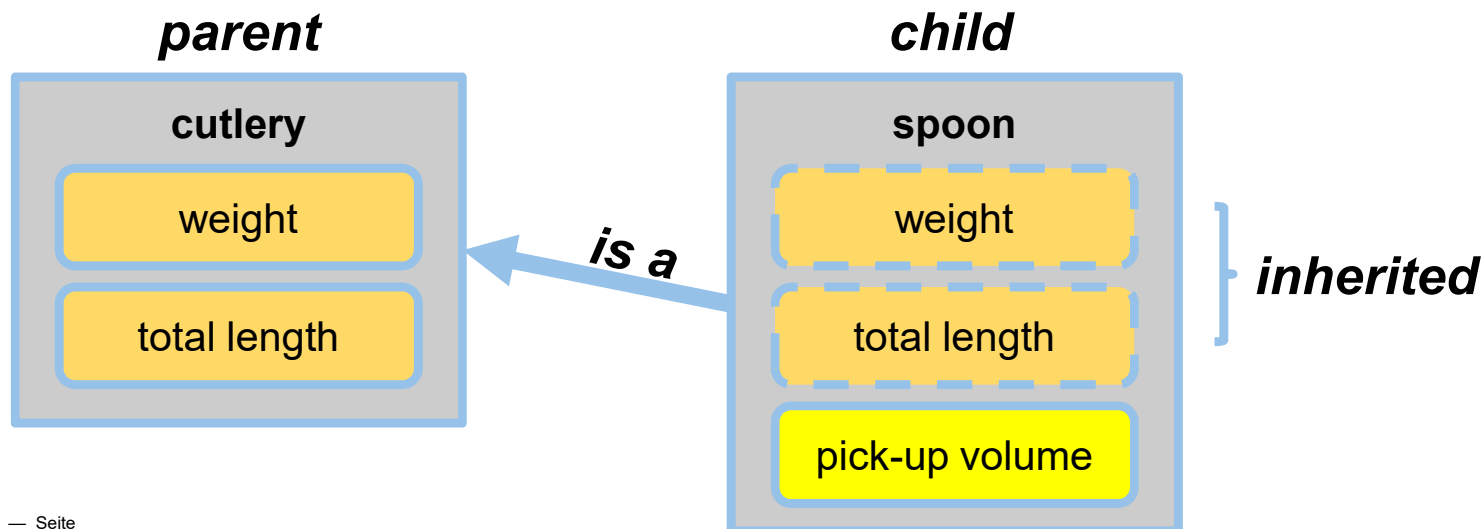 parent
child
cutlery
weight
total length
is a
spoon
weight
total length
pick-up volume
inherited
— Seite